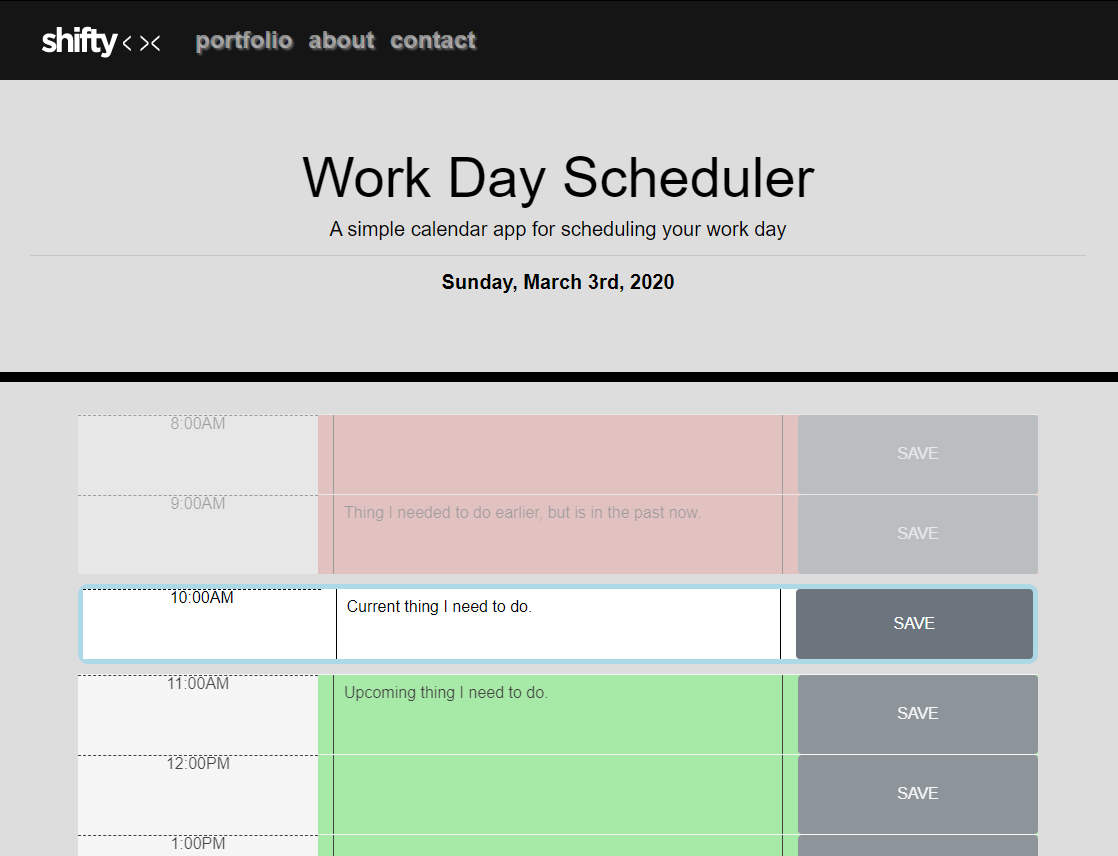 shifty < >< portfolio about contact
Work Day Scheduler
A simple calendar app for scheduling your work day
Sunday, March 3rd, 2020
8:00AM SAVE
9:00AM Thing I needed to do earlier, but is in the past now. SAVE
10:00AM Current thing I need to do. SAVE
11:00AM Upcoming thing I need to do. SAVE
12:00PM SAVE
1:00PM